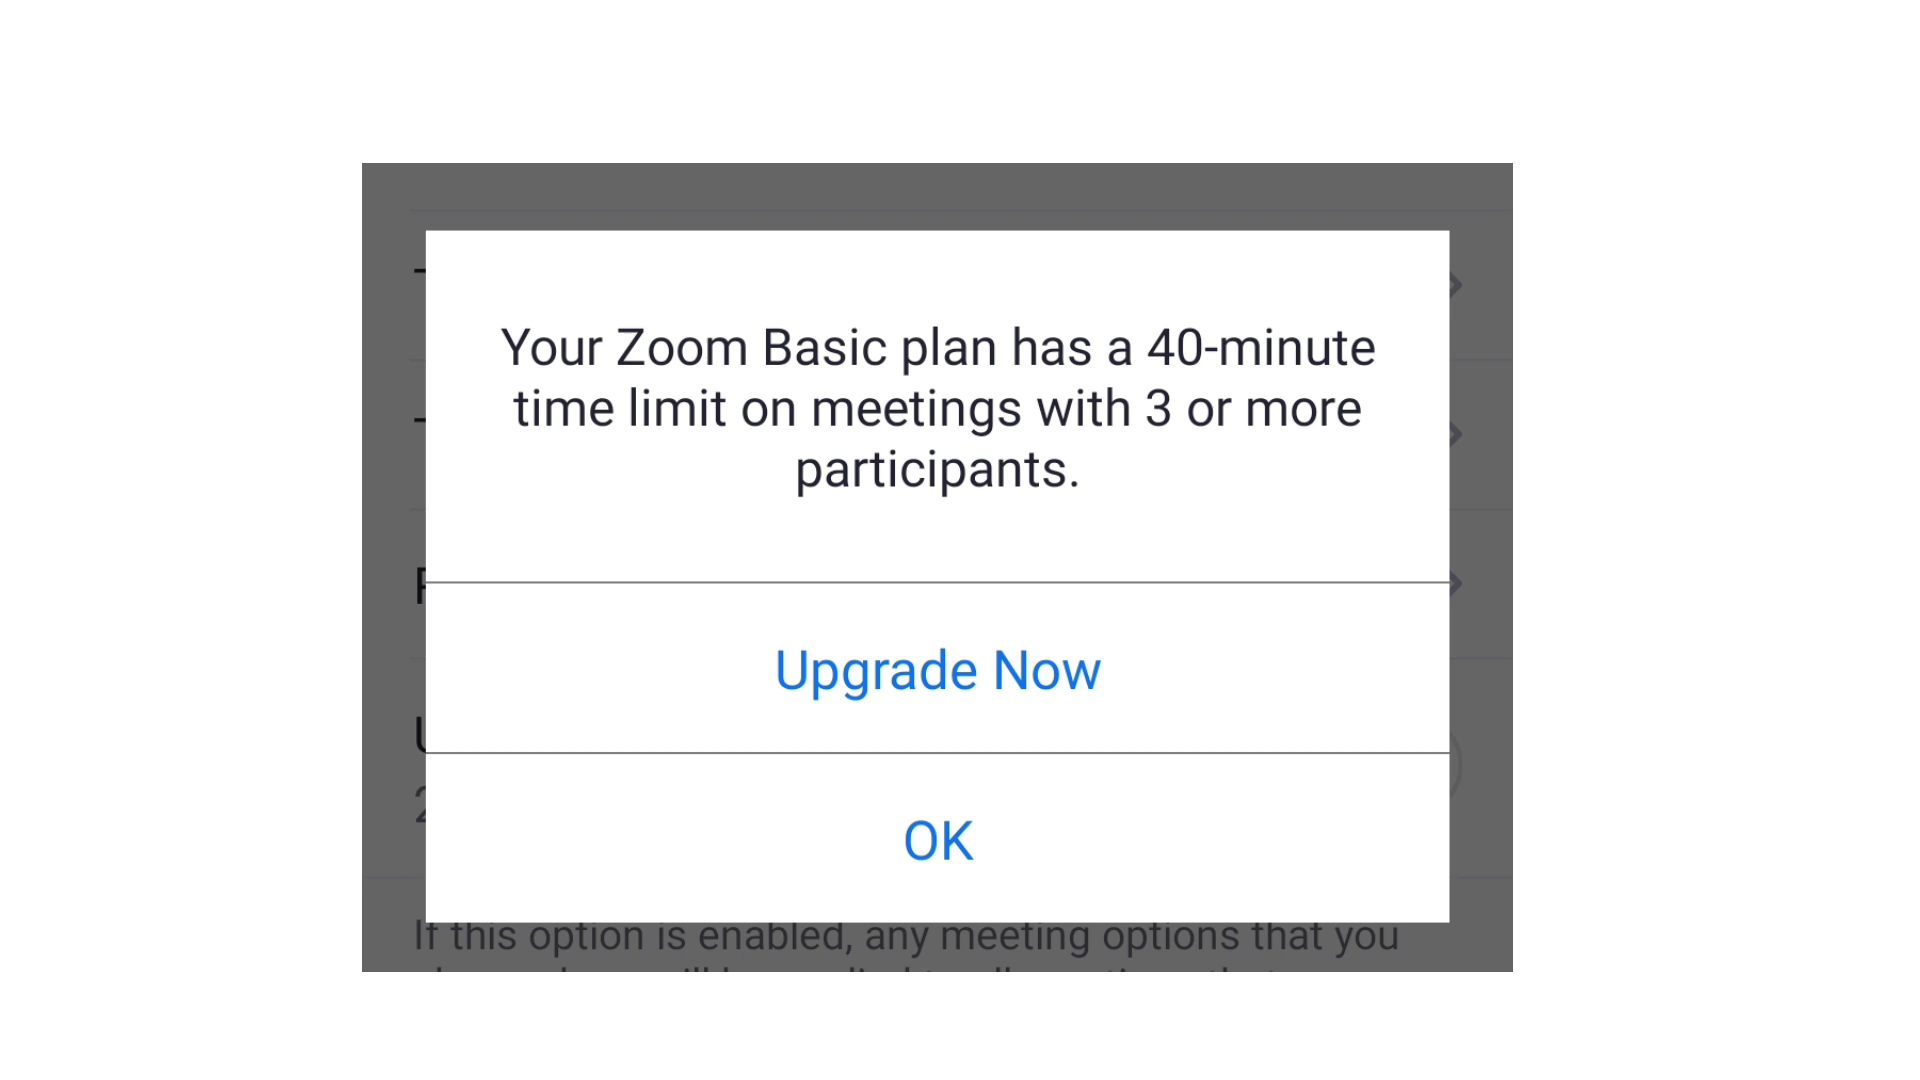 Your Zoom Basic plan has a 40-minute
time limit on meetings with 3 or more
participants.
Upgrade Now
OK
If this option is enabled, any meeting options that you